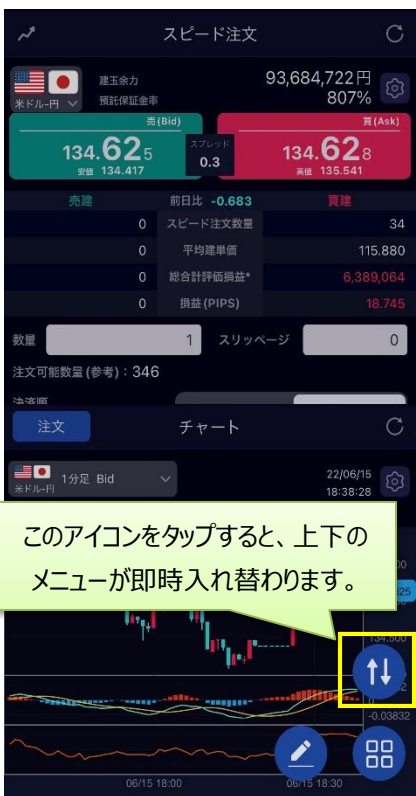 スピード注文
建玉余力 93,684,722円
預託保証金率 807%
米ドル-円
売(Bid) 買(Ask)
スプレッド
134.625 0.3 134.628
安値 134.417 高値 135.541
売建 前日比 -0.683 買建
0 スピード注文数量 34
0 平均建単価 115.880
0 総合計評価損益* 6,389,064
0 損益(PIPS) 18.745
数量 1 スリッページ 0
注文可能数量(参考):346
決済順
注文 チャート
1分足 Bid 22/06/15
米ドル-円 18:38:28
このアイコンをタップすると、上下の
メニューが即時入れ替わります。
134.500
-0.03832
06/15 18:00 06/15 18:30